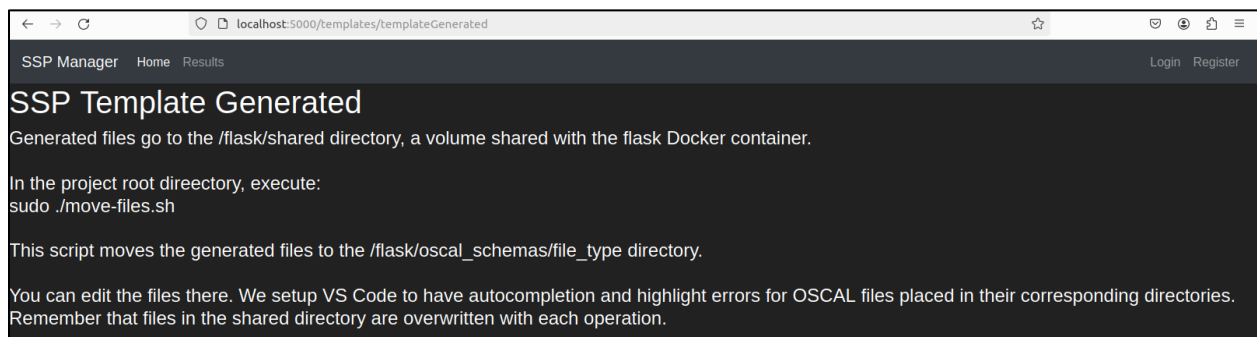 localhost:5000/templates/templateGenerated
SSP Manager Home Results Login Register
SSP Template Generated
Generated files go to the /flask/shared directory, a volume shared with the flask Docker container.
In the project root direectory, execute:
sudo ./move-files.sh
This script moves the generated files to the /flask/oscal_schemas/file_type directory.
You can edit the files there. We setup VS Code to have autocompletion and highlight errors for OSCAL files placed in their corresponding directories.
Remember that files in the shared directory are overwritten with each operation.